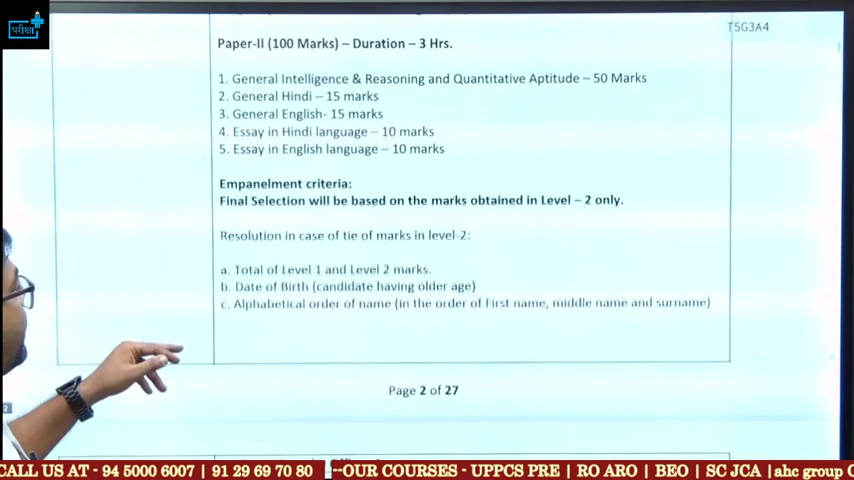 परीक्षा
T5G3A4
Paper-II (100 Marks) – Duration – 3 Hrs.
1. General Intelligence & Reasoning and Quantitative Aptitude – 50 Marks
2. General Hindi – 15 marks
3. General English- 15 marks
4. Essay in Hindi language – 10 marks
5. Essay in English language – 10 marks
Empanelment criteria:
Final Selection will be based on the marks obtained in Level – 2 only.
Resolution in case of tie of marks in level-2:
a. Total of Level 1 and Level 2 marks.
b. Date of Birth (candidate having older age)
c. Alphabetical order of name (in the order of First name, middle name and surname)
Page 2 of 27
CALL US AT - 94 5000 6007 | 91 29 69 70 80 --OUR COURSES - UPPCS PRE | RO ARO | BEO | SC JCA |ahc group C